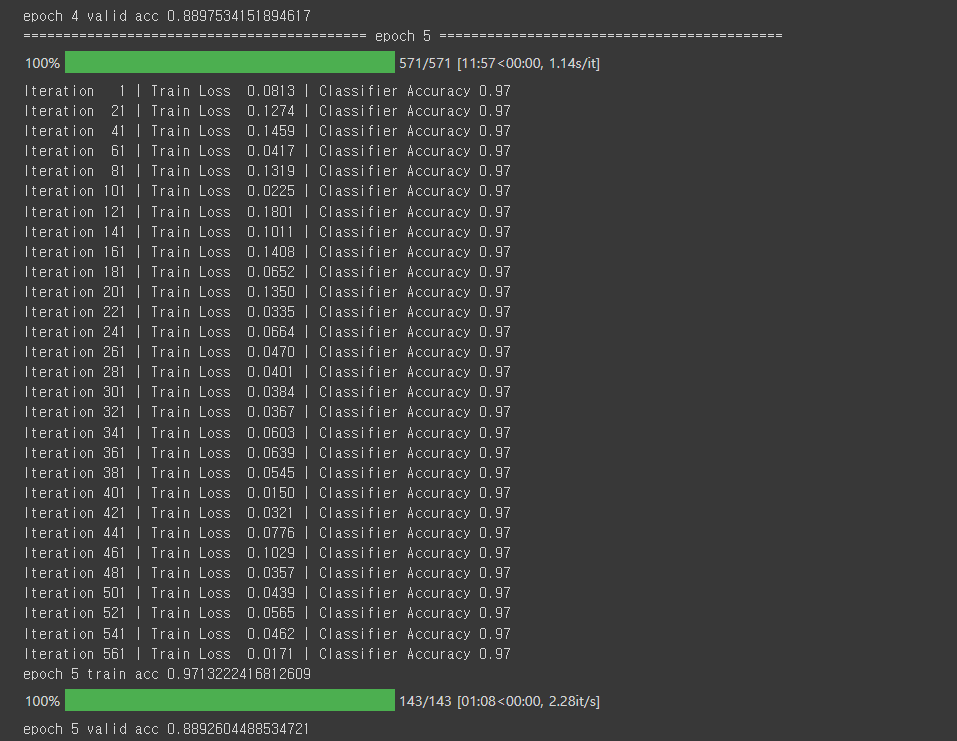 epoch 4 valid acc 0.8897534151894617
=========================================== epoch 5 ===========================================
100% 571/571 [11:57<00:00, 1.14s/it]
Iteration   1 | Train Loss  0.0813 | Classifier Accuracy 0.97
Iteration  21 | Train Loss  0.1274 | Classifier Accuracy 0.97
Iteration  41 | Train Loss  0.1459 | Classifier Accuracy 0.97
Iteration  61 | Train Loss  0.0417 | Classifier Accuracy 0.97
Iteration  81 | Train Loss  0.1319 | Classifier Accuracy 0.97
Iteration 101 | Train Loss  0.0225 | Classifier Accuracy 0.97
Iteration 121 | Train Loss  0.1801 | Classifier Accuracy 0.97
Iteration 141 | Train Loss  0.1011 | Classifier Accuracy 0.97
Iteration 161 | Train Loss  0.1408 | Classifier Accuracy 0.97
Iteration 181 | Train Loss  0.0652 | Classifier Accuracy 0.97
Iteration 201 | Train Loss  0.1350 | Classifier Accuracy 0.97
Iteration 221 | Train Loss  0.0335 | Classifier Accuracy 0.97
Iteration 241 | Train Loss  0.0664 | Classifier Accuracy 0.97
Iteration 261 | Train Loss  0.0470 | Classifier Accuracy 0.97
Iteration 281 | Train Loss  0.0401 | Classifier Accuracy 0.97
Iteration 301 | Train Loss  0.0384 | Classifier Accuracy 0.97
Iteration 321 | Train Loss  0.0367 | Classifier Accuracy 0.97
Iteration 341 | Train Loss  0.0603 | Classifier Accuracy 0.97
Iteration 361 | Train Loss  0.0639 | Classifier Accuracy 0.97
Iteration 381 | Train Loss  0.0545 | Classifier Accuracy 0.97
Iteration 401 | Train Loss  0.0150 | Classifier Accuracy 0.97
Iteration 421 | Train Loss  0.0321 | Classifier Accuracy 0.97
Iteration 441 | Train Loss  0.0776 | Classifier Accuracy 0.97
Iteration 461 | Train Loss  0.1029 | Classifier Accuracy 0.97
Iteration 481 | Train Loss  0.0357 | Classifier Accuracy 0.97
Iteration 501 | Train Loss  0.0439 | Classifier Accuracy 0.97
Iteration 521 | Train Loss  0.0565 | Classifier Accuracy 0.97
Iteration 541 | Train Loss  0.0462 | Classifier Accuracy 0.97
Iteration 561 | Train Loss  0.0171 | Classifier Accuracy 0.97
epoch 5 train acc 0.9713222416812609
100% 143/143 [01:08<00:00, 2.28it/s]
epoch 5 valid acc 0.8892604488534721